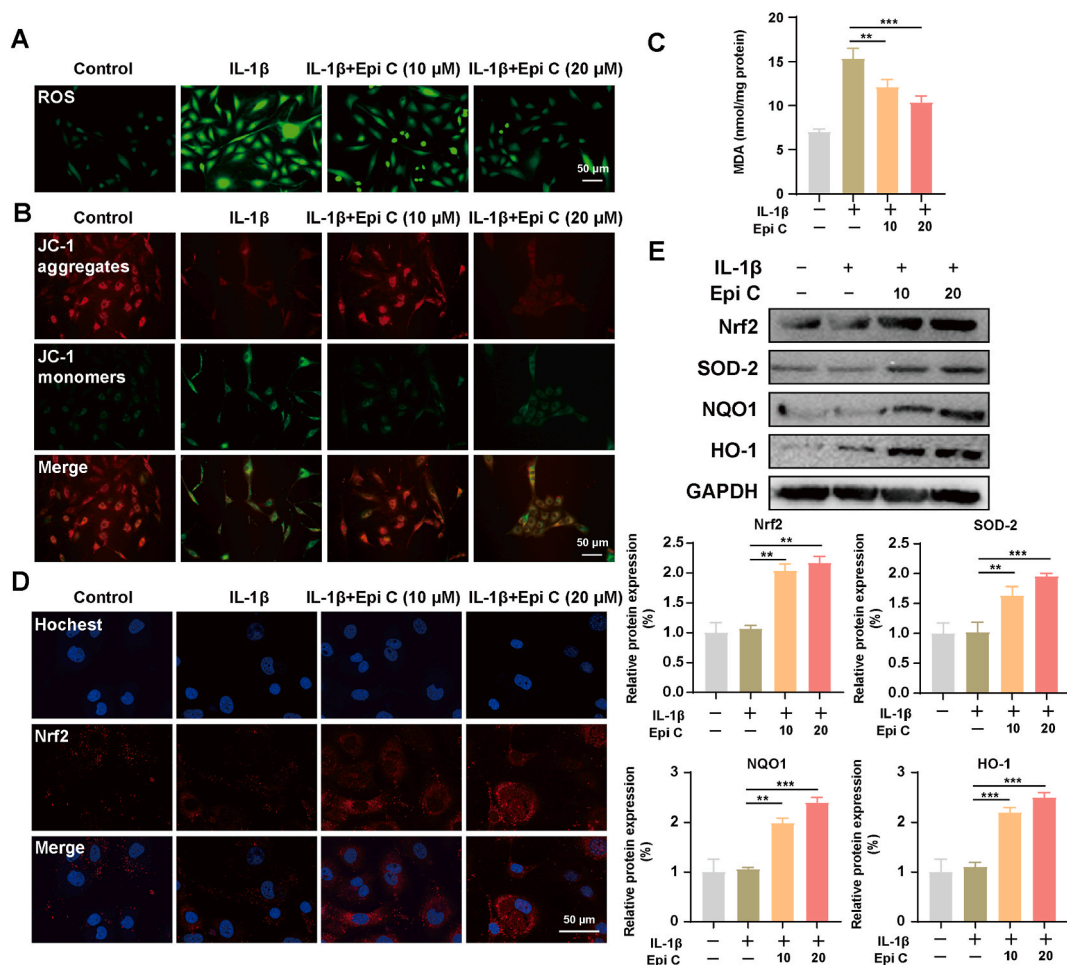 A
Control IL-1β IL-1β+Epi C (10 μM) IL-1β+Epi C (20 μM)
ROS
50 μm
B
Control IL-1β IL-1β+Epi C (10 μM) IL-1β+Epi C (20 μM)
JC-1
aggregates
JC-1
monomers
Merge
50 μm
D
Control IL-1β IL-1β+Epi C (10 μM) IL-1β+Epi C (20 μM)
Hochest
Nrf2
Merge
50 μm
C
MDA (nmol/mg protein)
20
15
10
5
0
** ***
IL-1β − + + +
Epi C − − 10 20
E
IL-1β − + + +
Epi C − − 10 20
Nrf2
SOD-2
NQO1
HO-1
GAPDH
Nrf2
Relative protein expression
(%)
2.5
2.0
1.5
1.0
0.5
0.0
** **
IL-1β − + + +
Epi C − − 10 20
SOD-2
Relative protein expression
(%)
2.5
2.0
1.5
1.0
0.5
0.0
** ***
IL-1β − + + +
Epi C − − 10 20
NQO1
Relative protein expression
(%)
3
2
1
0
** ***
IL-1β − + + +
Epi C − − 10 20
HO-1
Relative protein expression
(%)
3
2
1
0
*** ***
IL-1β − + + +
Epi C − − 10 20